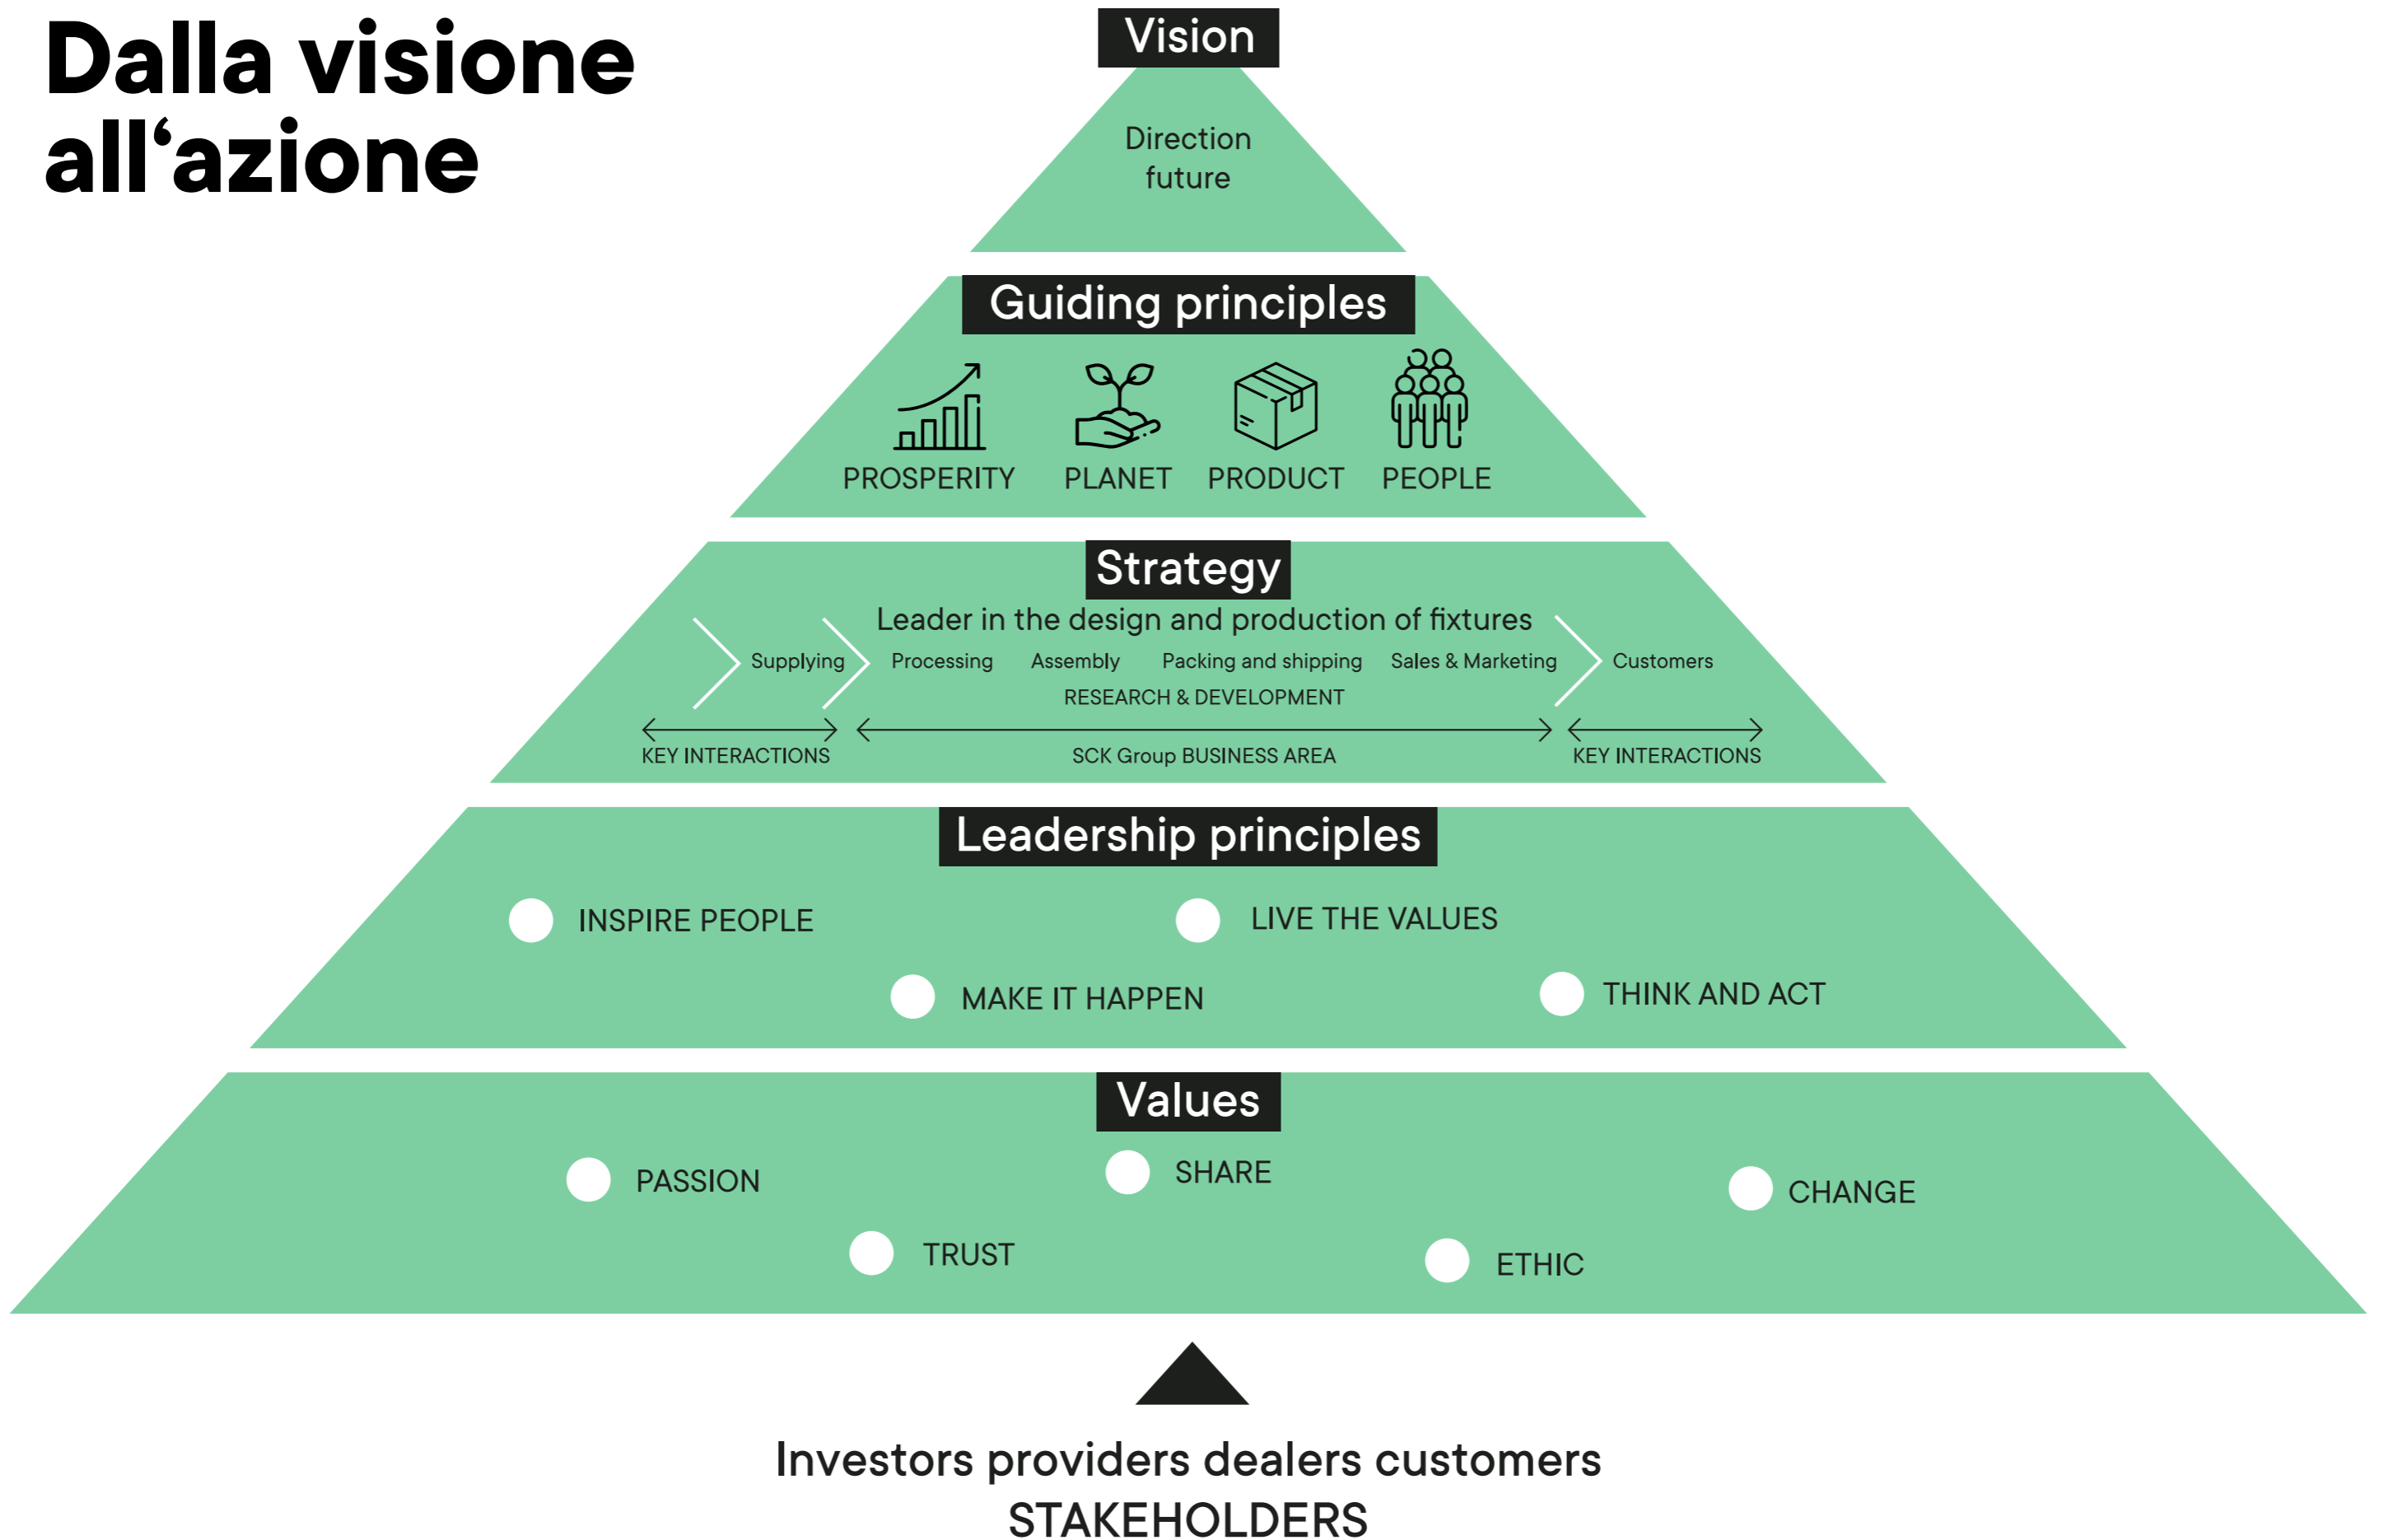 Dalla visione
all‘azione
Vision
Direction
future
Guiding principles
PROSPERITY PLANET PRODUCT PEOPLE
Strategy
Leader in the design and production of fixtures
Supplying Processing Assembly Packing and shipping Sales & Marketing Customers
RESEARCH & DEVELOPMENT
KEY INTERACTIONS SCK Group BUSINESS AREA KEY INTERACTIONS
Leadership principles
INSPIRE PEOPLE LIVE THE VALUES
MAKE IT HAPPEN THINK AND ACT
Values
PASSION SHARE CHANGE
TRUST ETHIC
Investors providers dealers customers
STAKEHOLDERS